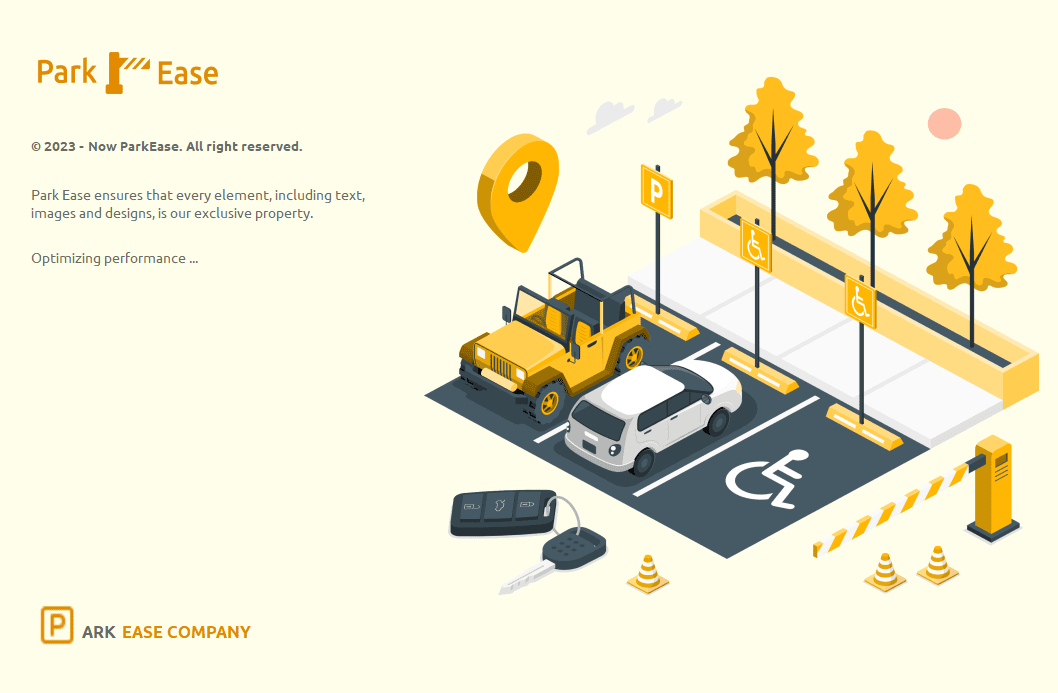 Park Ease
© 2023 - Now ParkEase. All right reserved.
Park Ease ensures that every element, including text,
images and designs, is our exclusive property.
Optimizing performance ...
P
P ARK EASE COMPANY